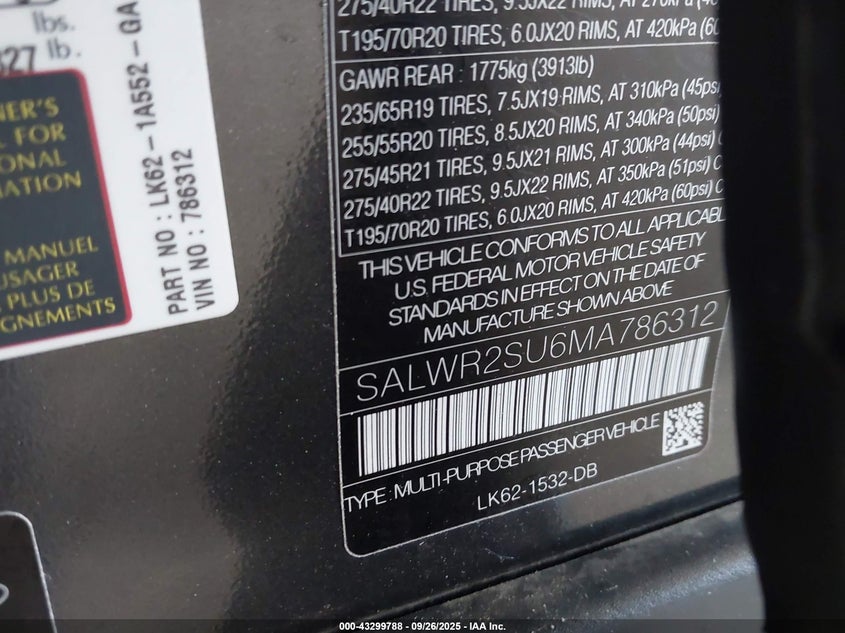 lbs.
327 lb.
NER'S
L FOR
IONAL
MATION
MANUEL
USAGER
PLUS DE
GNEMENTS
PART NO : LK62-1A552-GA
VIN NO : 786312
275/40R22 TIRES, 9.5JX22 RIMS, AT 270kPa
T195/70R20 TIRES, 6.0JX20 RIMS, AT 420kPa (60
GAWR REAR : 1775kg (3913lb)
235/65R19 TIRES, 7.5JX19 RIMS, AT 310kPa (45psi
255/55R20 TIRES, 8.5JX20 RIMS, AT 340kPa (50psi)
275/45R21 TIRES, 9.5JX21 RIMS, AT 300kPa (44psi) C
275/40R22 TIRES, 9.5JX22 RIMS, AT 350kPa (51psi) C
T195/70R20 TIRES, 6.0JX20 RIMS, AT 420kPa (60psi) C
THIS VEHICLE CONFORMS TO ALL APPLICABL
U.S. FEDERAL MOTOR VEHICLE SAFETY
STANDARDS IN EFFECT ON THE DATE OF
MANUFACTURE SHOWN ABOVE
SALWR2SU6MA786312
TYPE : MULTI-PURPOSE PASSENGER VEHICLE
LK62-1532-DB
000-43299788 - 09/26/2025 - IAA Inc.